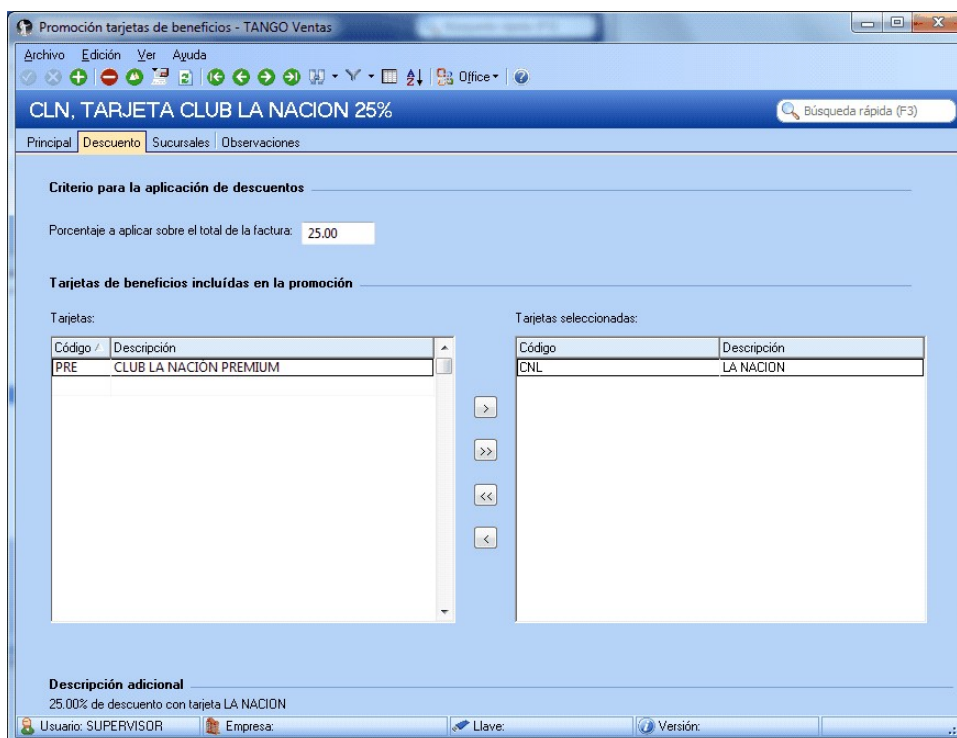 Promoción tarjetas de beneficios - TANGO Ventas
Archivo Edición Ver Ayuda
Office
CLN, TARJETA CLUB LA NACION 25%
Búsqueda rápida (F3)
Principal Descuento Sucursales Observaciones
Criterio para la aplicación de descuentos
Porcentaje a aplicar sobre el total de la factura: 25.00
Tarjetas de beneficios incluídas en la promoción
Tarjetas: Tarjetas seleccionadas:
Código Descripción Código Descripción
PRE CLUB LA NACIÓN PREMIUM CNL LA NACION
>
>>
<<
<
Descripción adicional
25.00% de descuento con tarjeta LA NACION
Usuario: SUPERVISOR Empresa: Llave: Versión: